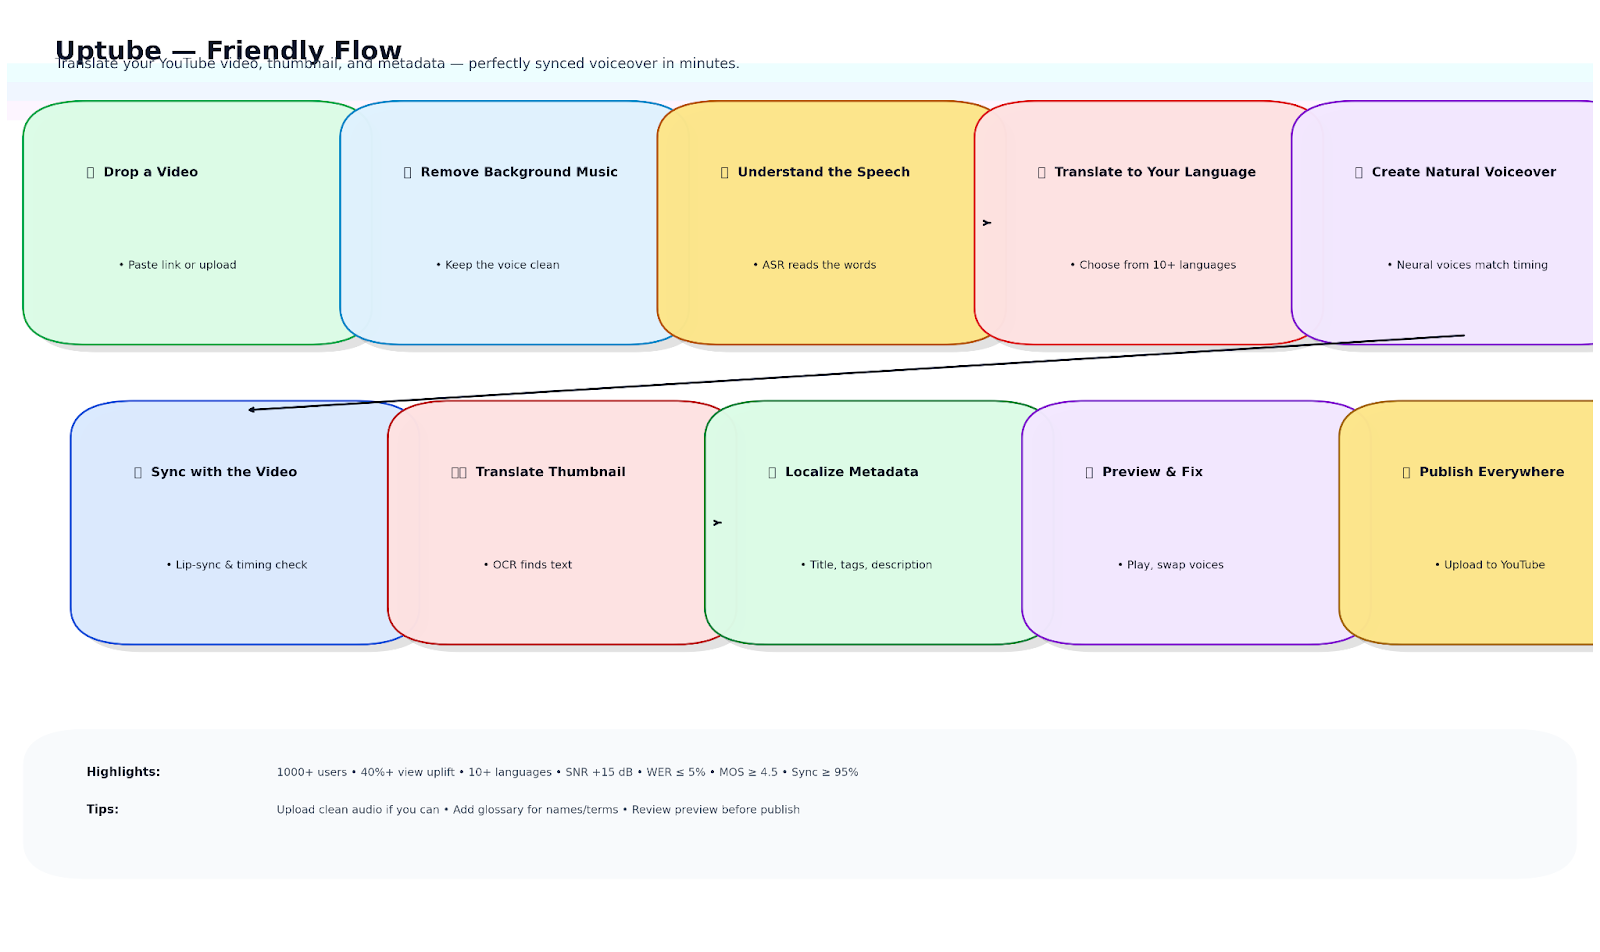 Uptube — Friendly Flow
Translate your YouTube video, thumbnail, and metadata — perfectly synced voiceover in minutes.
Drop a Video
• Paste link or upload
Remove Background Music
• Keep the voice clean
Understand the Speech
• ASR reads the words
Translate to Your Language
• Choose from 10+ languages
Create Natural Voiceover
• Neural voices match timing
Sync with the Video
• Lip-sync & timing check
Translate Thumbnail
• OCR finds text
Localize Metadata
• Title, tags, description
Preview & Fix
• Play, swap voices
Publish Everywhere
• Upload to YouTube
Highlights: 1000+ users • 40%+ view uplift • 10+ languages • SNR +15 dB • WER ≤ 5% • MOS ≥ 4.5 • Sync ≥ 95%
Tips: Upload clean audio if you can • Add glossary for names/terms • Review preview before publish